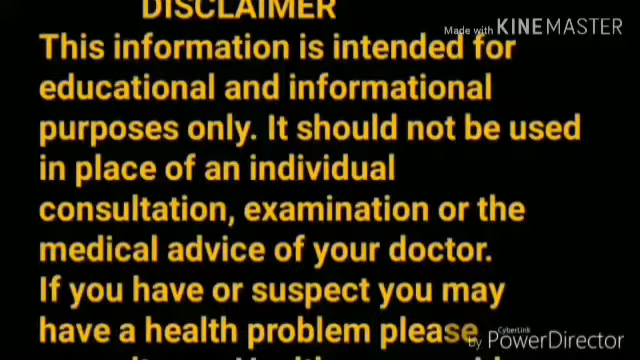 DISCLAIMER
Made with KINEMASTER
This information is intended for
educational and informational
purposes only. It should not be used
in place of an individual
consultation, examination or the
medical advice of your doctor.
If you have or suspect you may
have a health problem please
CyberLink
by PowerDirector